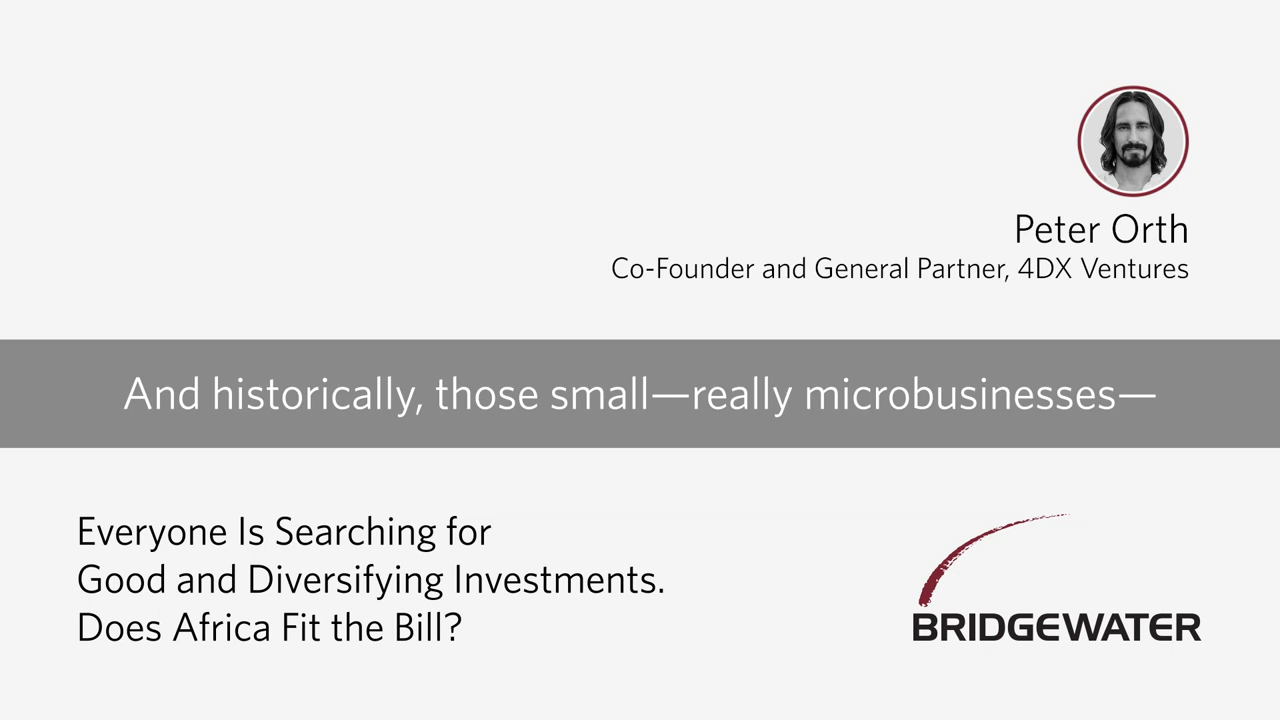 Peter Orth
Co-Founder and General Partner, 4DX Ventures
And historically, those small—really microbusinesses—
Everyone Is Searching for
Good and Diversifying Investments.
Does Africa Fit the Bill?
BRIDGEWATER